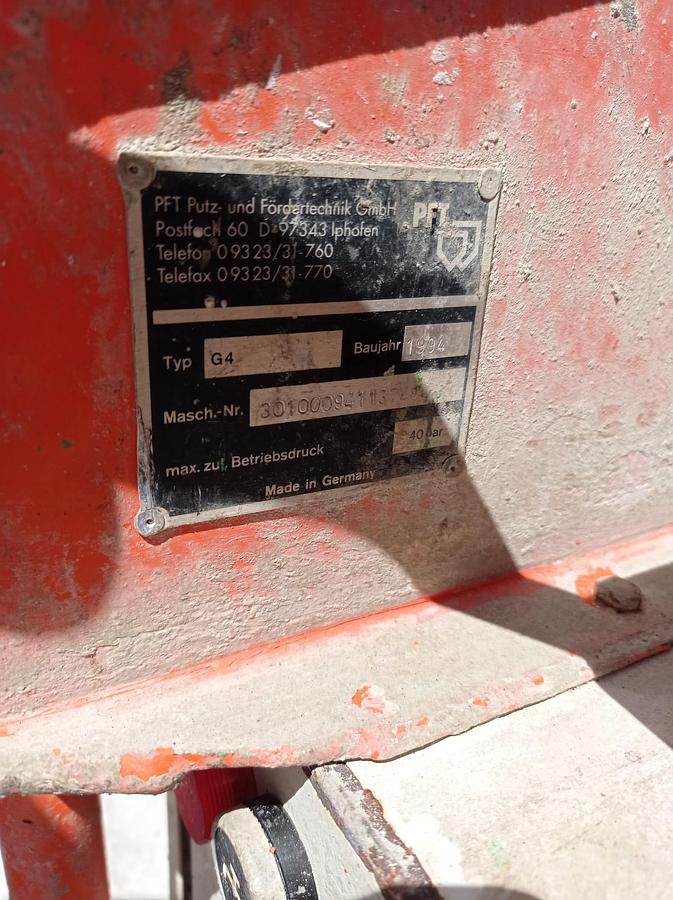 PFT Putz- und Fördertechnik GmbH
PFT
Postfach 60 D-97343 Iphofen
Telefon 0 93 23/31-760
Telefax 0 93 23/31-770
Typ G4
Baujahr 1994
Masch.-Nr.
max. zul. Betriebsdruck 40 bar
Made in Germany